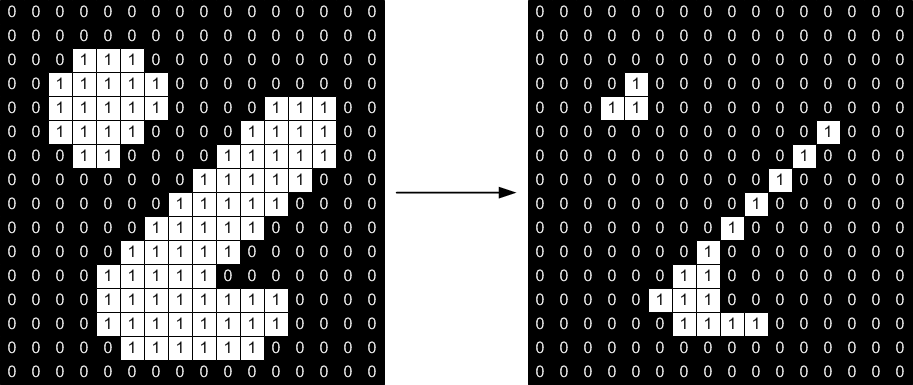 0 0 0 0 0 0 0 0 0 0 0 0 0 0 0 0 0 0 0 0 0 0 0 0 0 0 0 0 0 0 0 0
0 0 0 0 0 0 0 0 0 0 0 0 0 0 0 0 0 0 0 0 0 0 0 0 0 0 0 0 0 0 0 0
0 0 0 1 1 1 0 0 0 0 0 0 0 0 0 0 0 0 0 0 0 0 0 0 0 0 0 0 0 0 0 0
0 0 1 1 1 1 1 0 0 0 0 0 0 0 0 0 0 0 0 0 1 0 0 0 0 0 0 0 0 0 0 0
0 0 1 1 1 1 1 0 0 0 0 1 1 1 0 0 0 0 0 1 1 0 0 0 0 0 0 0 0 0 0 0
0 0 1 1 1 1 0 0 0 0 1 1 1 1 0 0 0 0 0 0 0 0 0 0 0 0 0 0 1 0 0 0
0 0 0 1 1 0 0 0 0 1 1 1 1 1 0 0 0 0 0 0 0 0 0 0 0 0 0 1 0 0 0 0
0 0 0 0 0 0 0 0 1 1 1 1 1 0 0 0 0 0 0 0 0 0 0 0 0 0 1 0 0 0 0 0
0 0 0 0 0 0 0 1 1 1 1 1 0 0 0 0 0 0 0 0 0 0 0 0 0 1 0 0 0 0 0 0
0 0 0 0 0 0 1 1 1 1 1 0 0 0 0 0 0 0 0 0 0 0 0 0 1 0 0 0 0 0 0 0
0 0 0 0 0 1 1 1 1 1 0 0 0 0 0 0 0 0 0 0 0 0 0 1 0 0 0 0 0 0 0 0
0 0 0 0 1 1 1 1 1 0 0 0 0 0 0 0 0 0 0 0 0 0 1 1 0 0 0 0 0 0 0 0
0 0 0 0 1 1 1 1 1 1 1 1 0 0 0 0 0 0 0 0 0 1 1 1 0 0 0 0 0 0 0 0
0 0 0 0 1 1 1 1 1 1 1 1 0 0 0 0 0 0 0 0 0 0 1 1 1 1 0 0 0 0 0 0
0 0 0 0 0 1 1 1 1 1 1 0 0 0 0 0 0 0 0 0 0 0 0 0 0 0 0 0 0 0 0 0
0 0 0 0 0 0 0 0 0 0 0 0 0 0 0 0 0 0 0 0 0 0 0 0 0 0 0 0 0 0 0 0